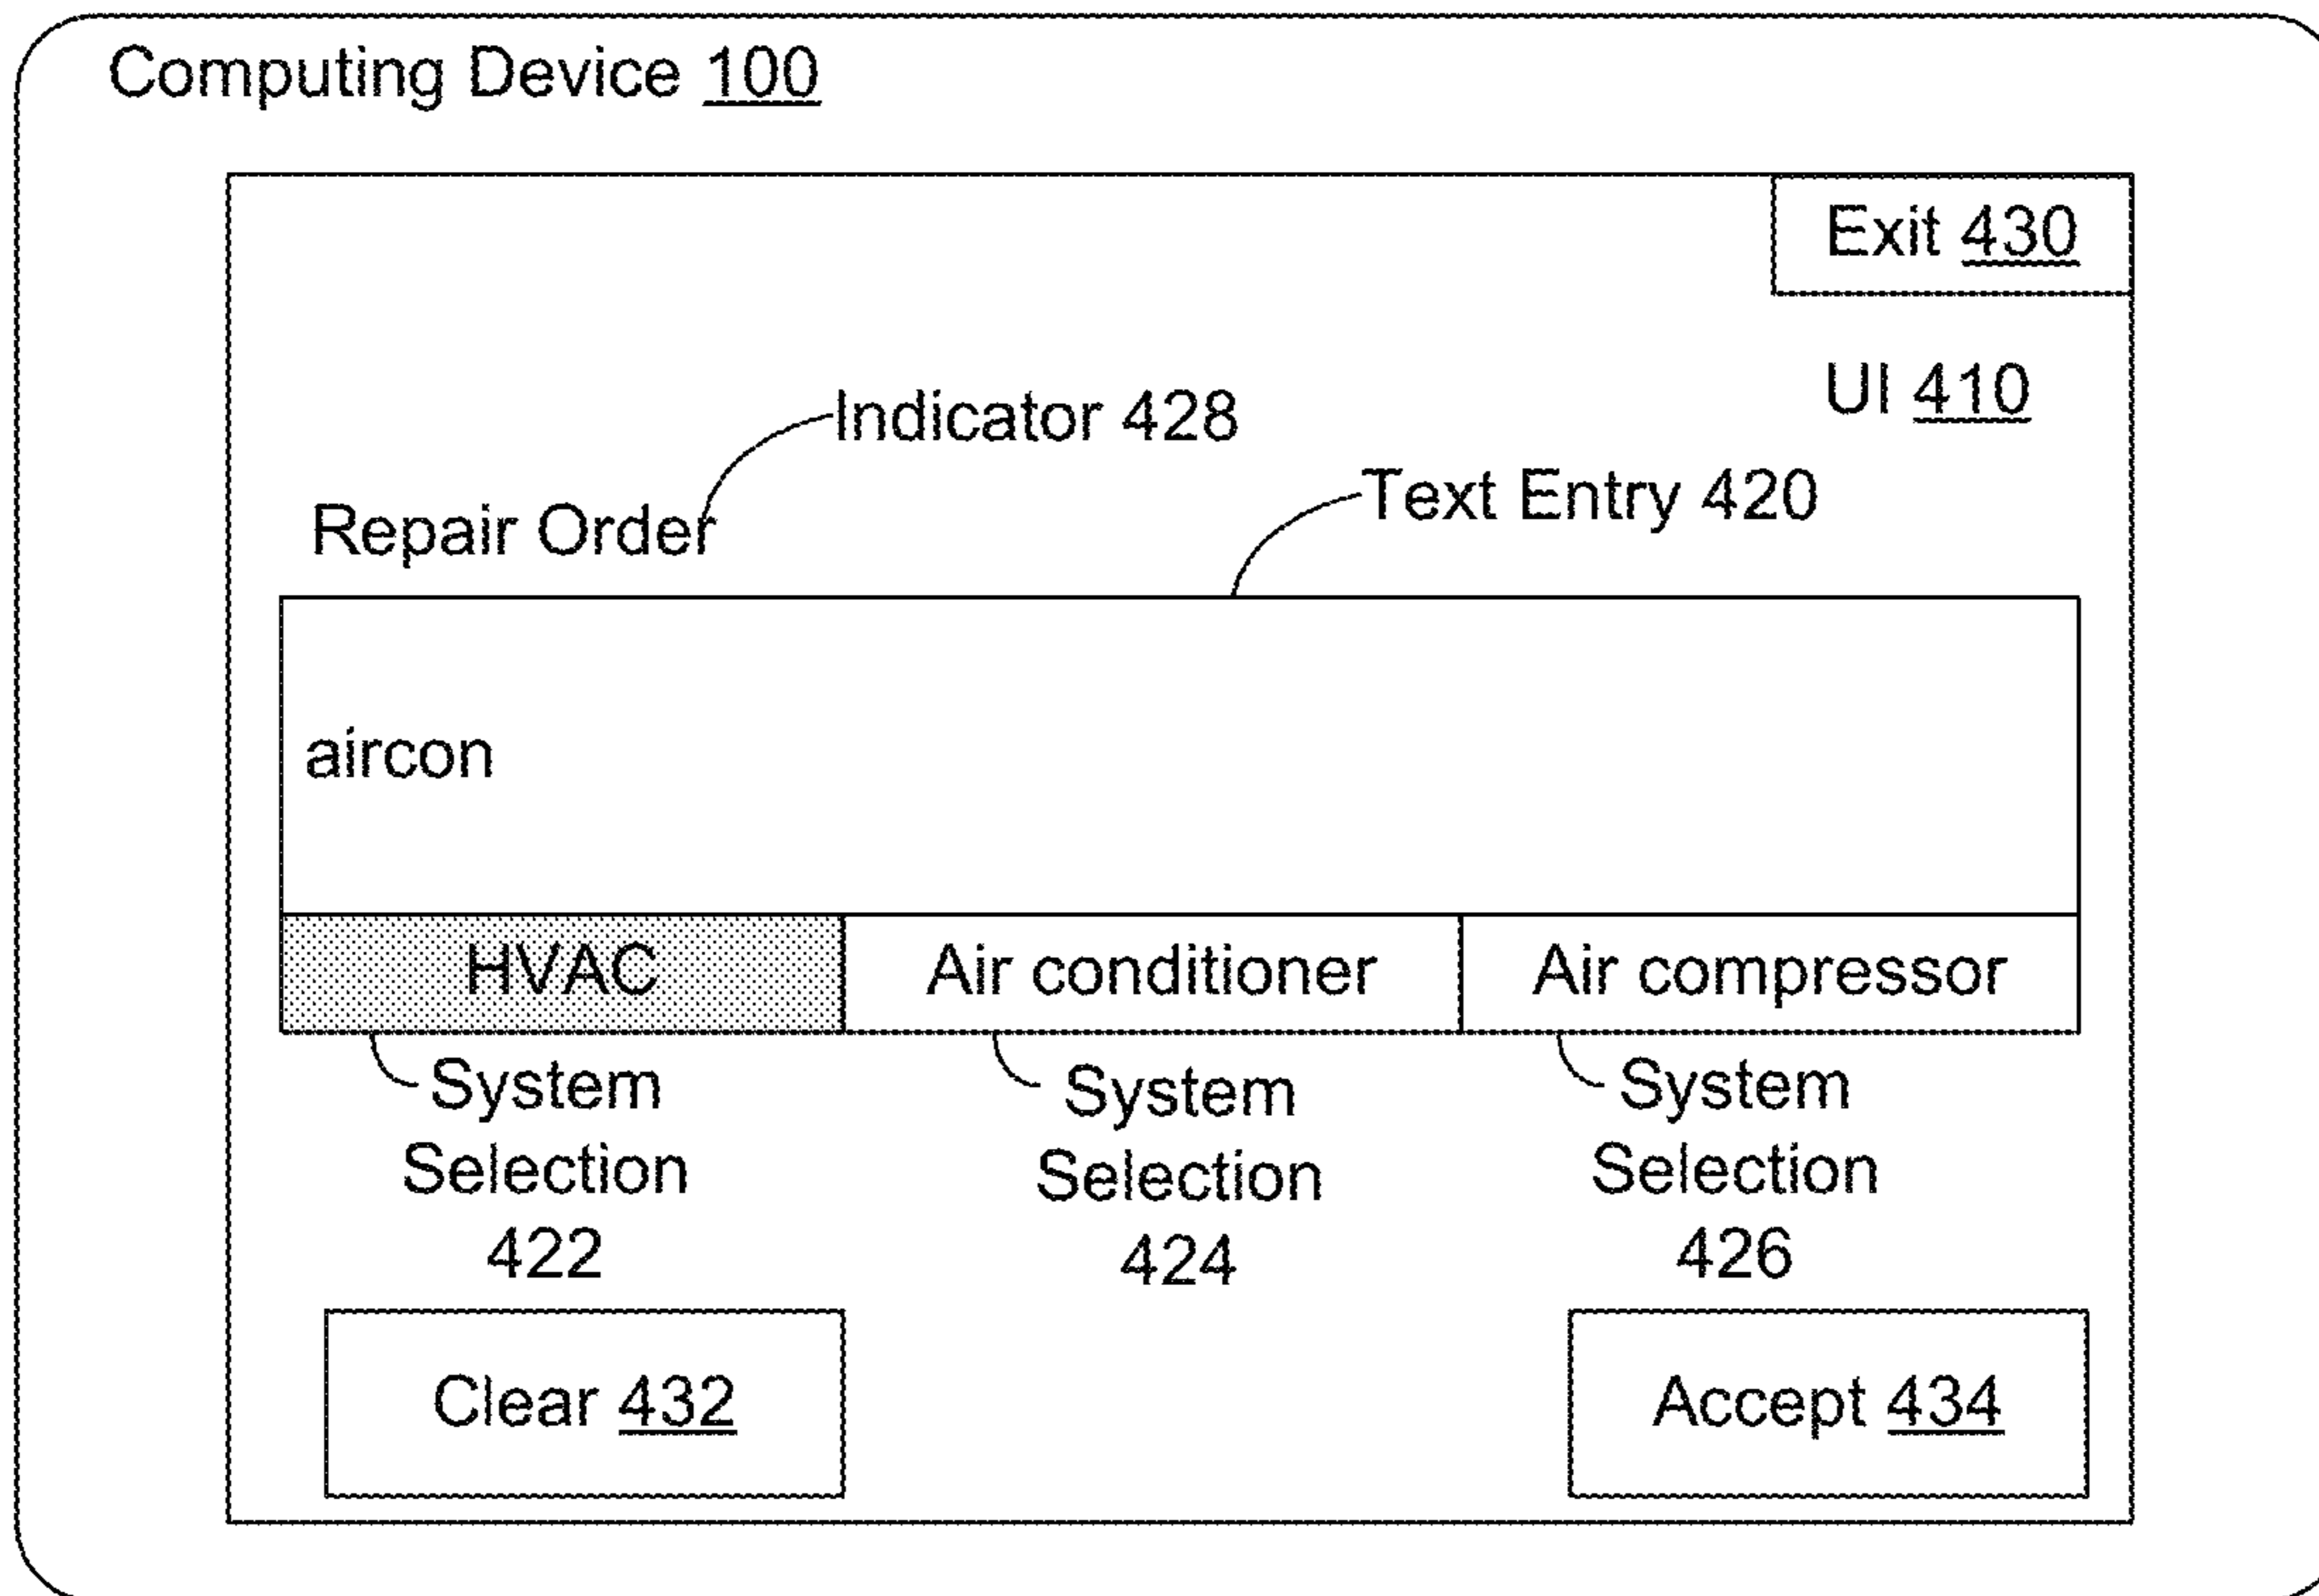 Computing Device 100
Exit 430
UI 410
Indicator 428
Text Entry 420
Repair Order
aircon
HVAC
Air conditioner
Air compressor
System
Selection
422
System
Selection
424
System
Selection
426
Clear 432
Accept 434